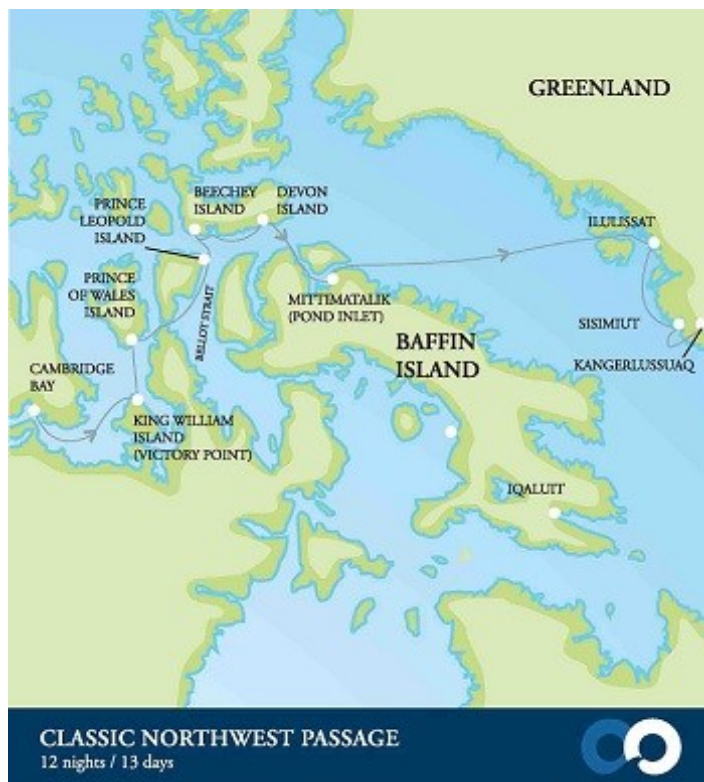 GREENLAND
BEECHEY
ISLAND
DEVON
ISLAND
PRINCE
LEOPOLD
ISLAND
ILULISSAT
PRINCE
OF WALES
ISLAND
BELLOT STRAIT
MITTIMATALIK
(POND INLET)
SISIMIUT
BAFFIN
ISLAND
KANGERLUSSUAQ
CAMBRIDGE
BAY
KING WILLIAM
ISLAND
(VICTORY POINT)
IQALUIT
CLASSIC NORTHWEST PASSAGE
12 nights / 13 days